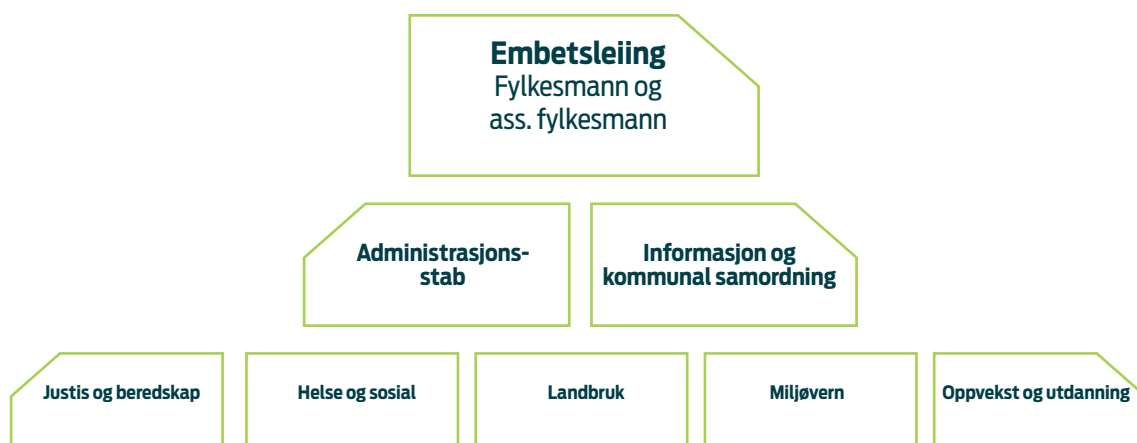 Embetsleiing
Fylkesmann og
ass. fylkesmann
Administrasjons-
stab
Informasjon og
kommunal samordning
Justis og beredskap
Helse og sosial
Landbruk
Miljøvern
Oppvekst og utdanning